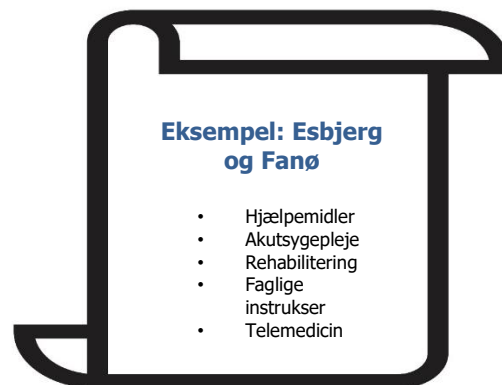 Eksempel: Esbjerg
og Fanø
• Hjælpemidler
• Akutsygepleje
• Rehabilitering
• Faglige
instrukser
• Telemedicin